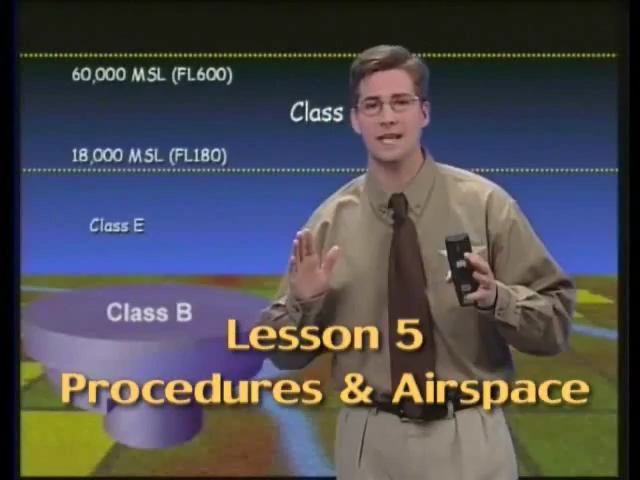 60,000 MSL (FL600)
Class
18,000 MSL (FL180)
Class E
Class B
Lesson 5
Procedures & Airspace